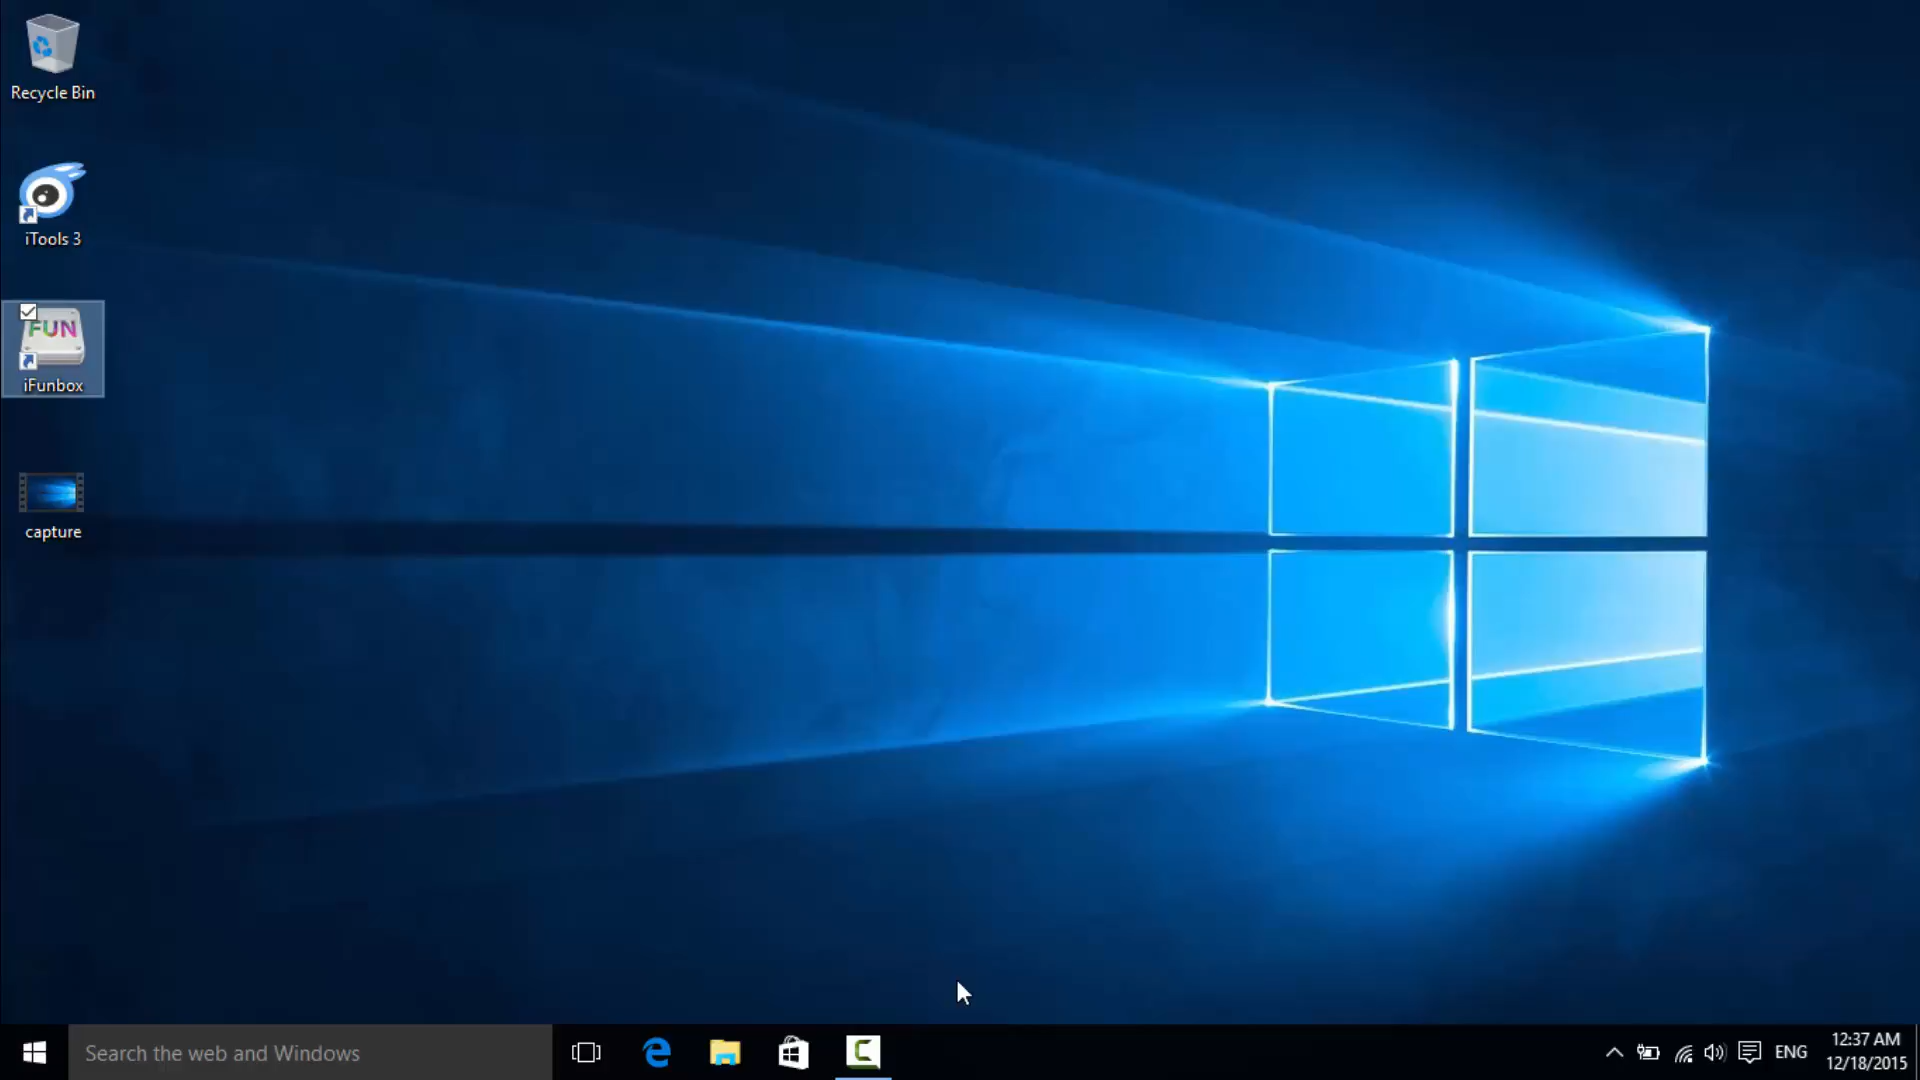 Recycle Bin
iTools 3
FUN
iFunbox
capture
Search the web and Windows
ENG
12:37 AM
12/18/2015